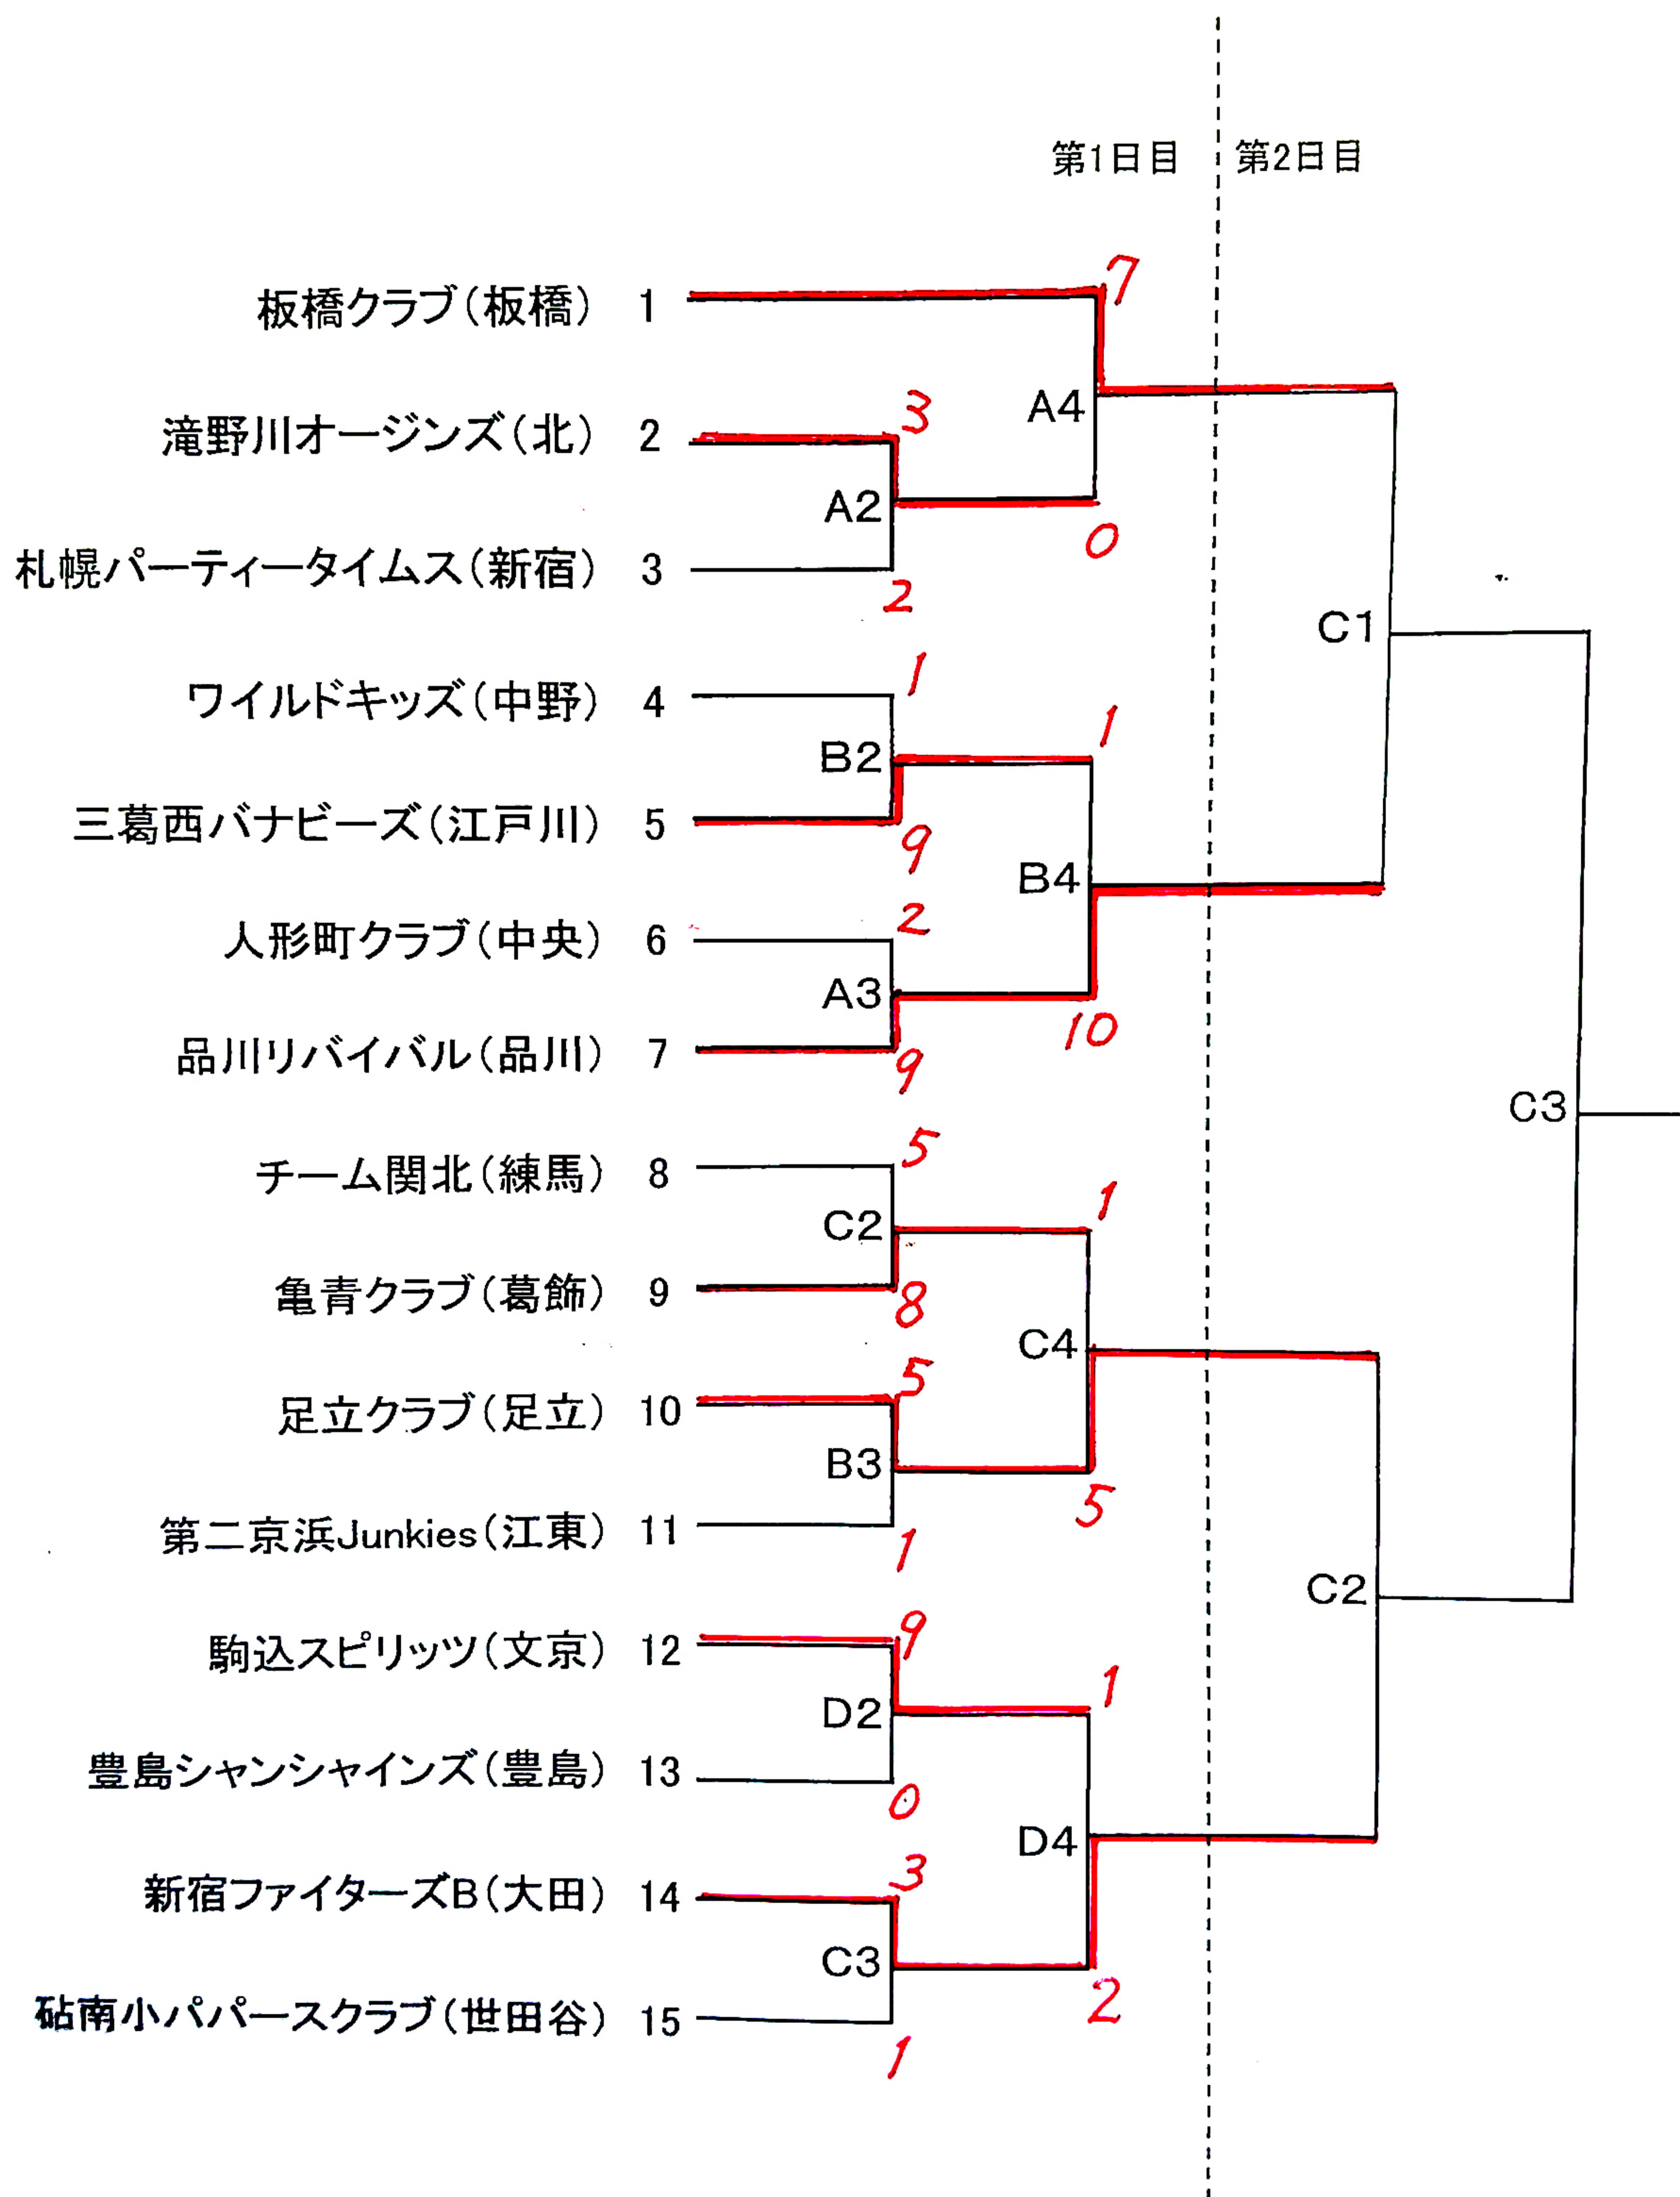 第1日目 第2日目
7
板橋クラブ(板橋) 1
A4
3
滝野川オージンズ(北) 2
A2
0
札幌パーティータイムス(新宿) 3
2
C1
1
ワイルドキッズ(中野) 4
1
B2
三葛西バナビーズ(江戸川) 5
9
B4
2
人形町クラブ(中央) 6
A3
10
品川リバイバル(品川) 7
9
C3
5
チーム関北(練馬) 8
1
C2
亀青クラブ(葛飾) 9
8
C4
5
足立クラブ(足立) 10
B3
5
第二京浜Junkies(江東) 11
1
C2
9
駒込スピリッツ(文京) 12
1
D2
豊島シャンシャインズ(豊島) 13
0
D4
3
新宿ファイターズB(大田) 14
C3
2
砧南小パパースクラブ(世田谷) 15
1